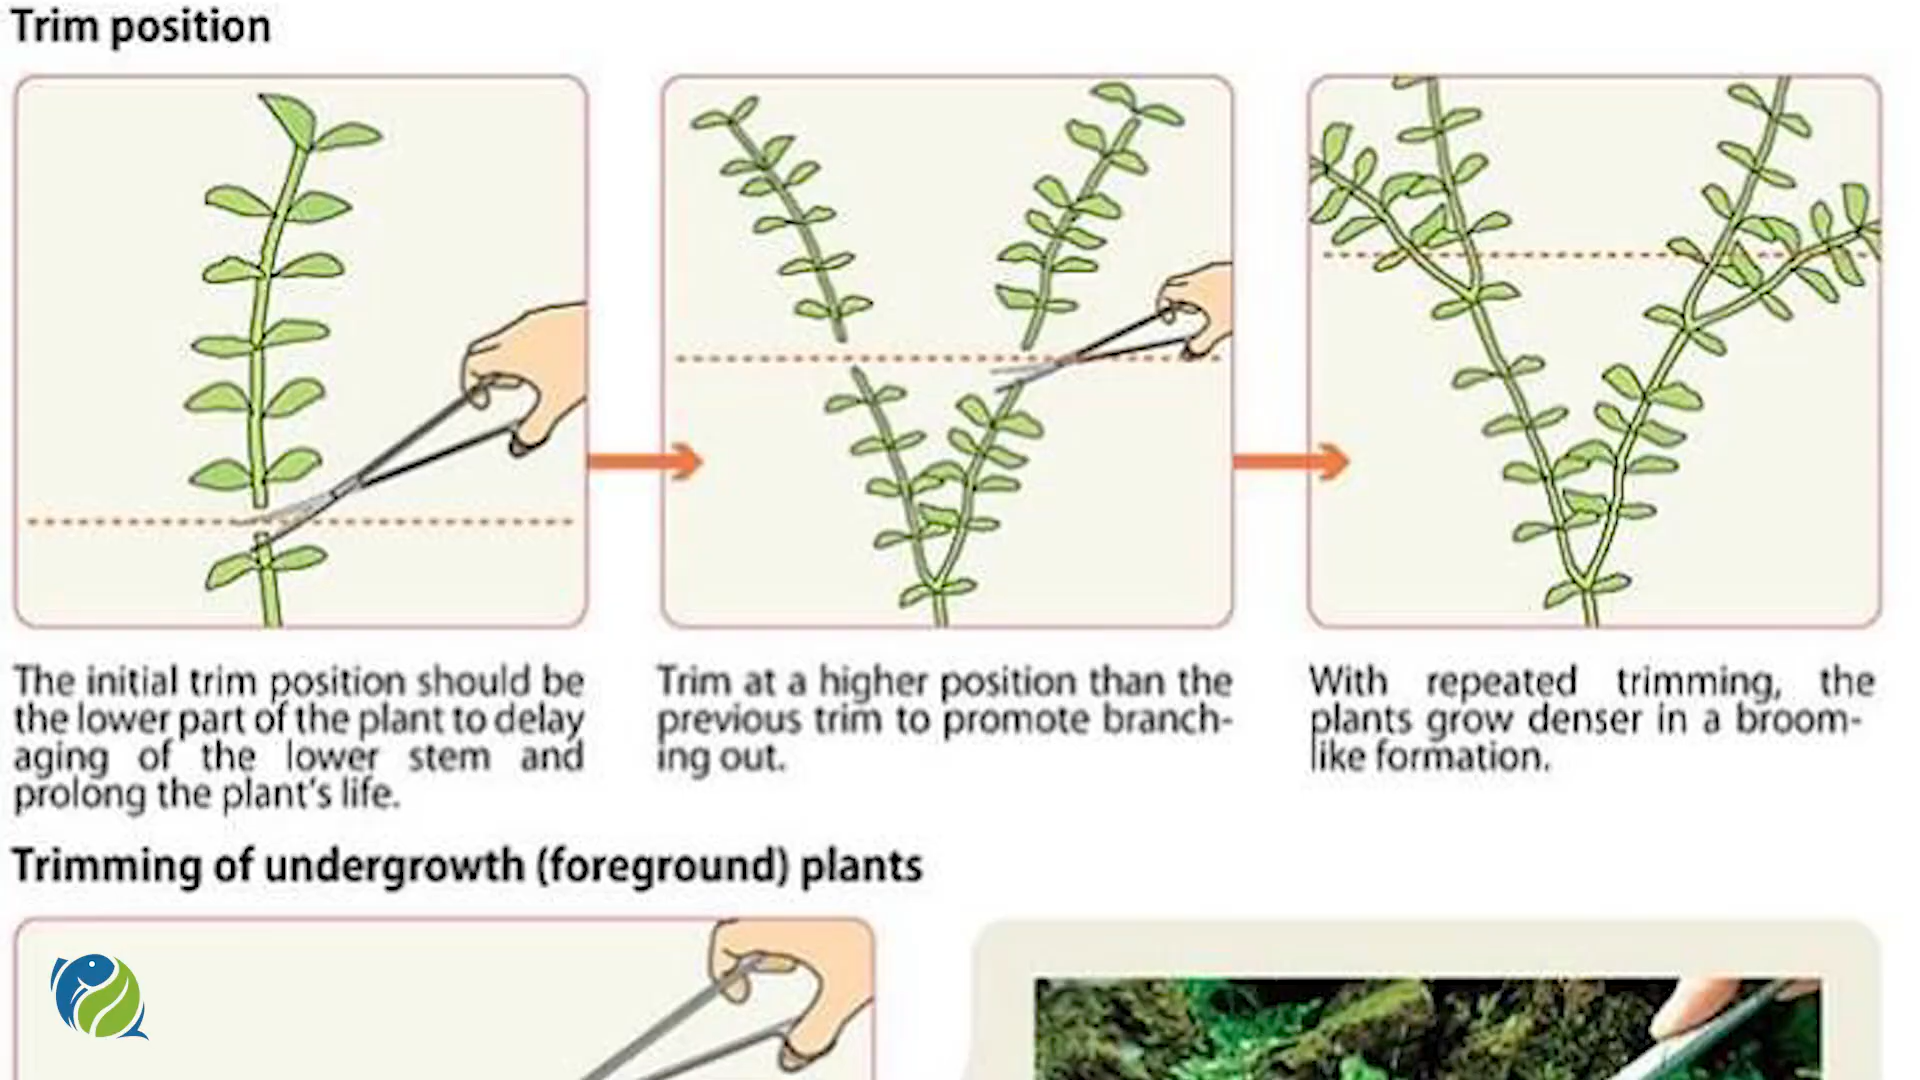 Trim position
The initial trim position should be
the lower part of the plant to delay
aging of the lower stem and
prolong the plant's life.
Trim at a higher position than the
previous trim to promote branch-
ing out.
With repeated trimming, the
plants grow denser in a broom-
like formation.
Trimming of undergrowth (foreground) plants